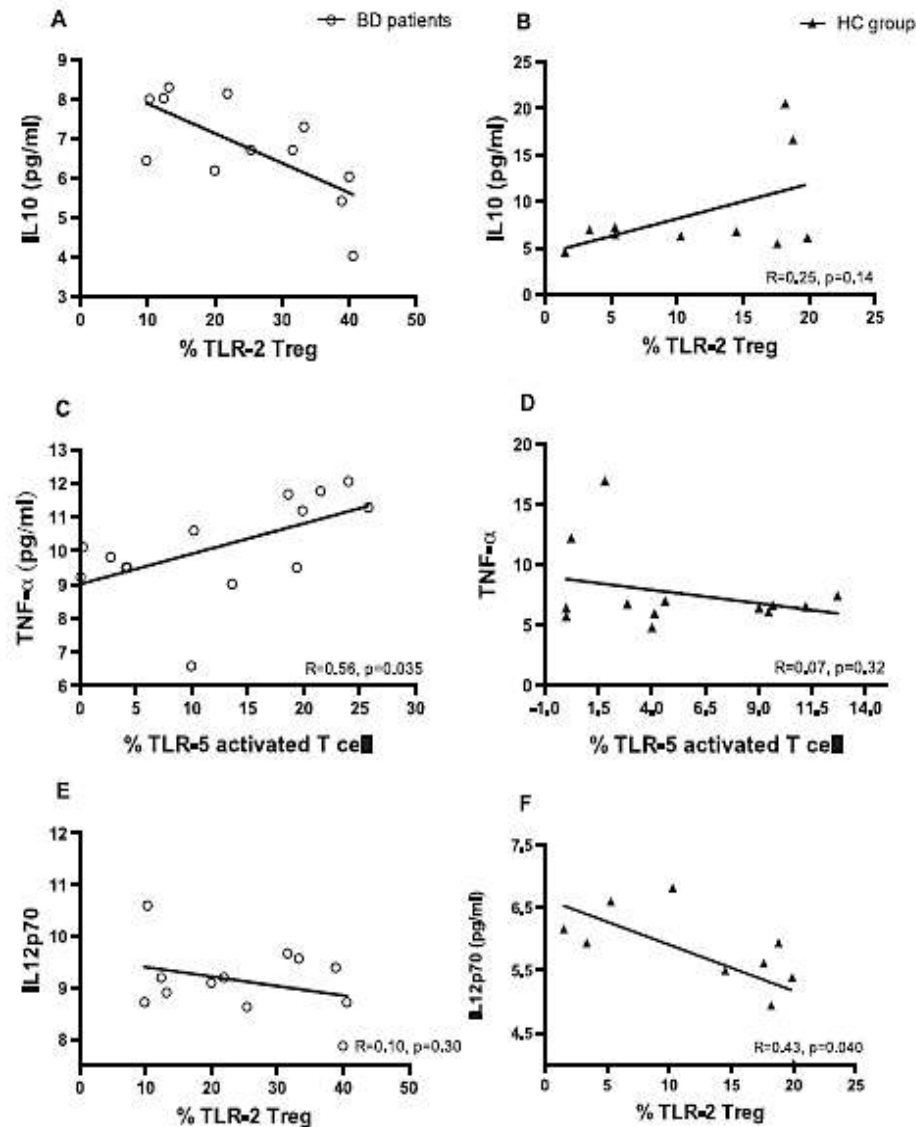 A
BD patients
B
HC group
9
8
7
6
5
4
3
0 10 20 30 40 50
IL10 (pg/ml)
% TLR-2 Treg
25
20
15
10
5
0
0 5 10 15 20 25
IL10 (pg/ml)
R=0.25, p=0.14
% TLR-2 Treg
C
13
12
11
10
9
8
7
6
0 5 10 15 20 25 30
TNF-α (pg/ml)
R=0.56, p=0.035
% TLR-5 activated T cell
D
20
15
10
5
0
-1.0 1.5 4.0 6.5 9.0 11.5 14.0
TNF-α
R=0.07, p=0.32
% TLR-5 activated T cell
E
12
11
10
9
8
0 10 20 30 40 50
IL12p70
R=0.10, p=0.30
% TLR-2 Treg
F
7.5
6.5
5.5
4.5
0 5 10 15 20 25
IL12p70 (pg/ml)
R=0.43, p=0.040
% TLR-2 Treg